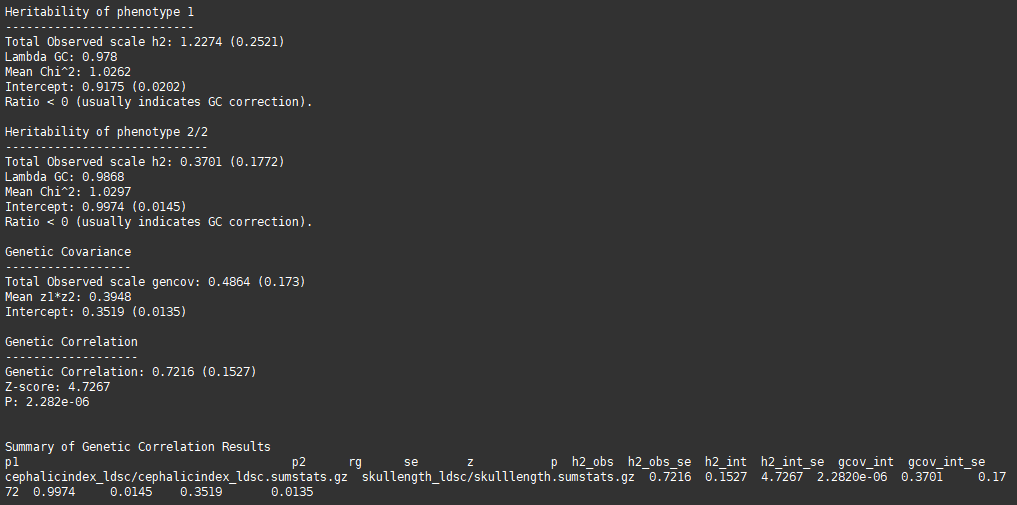 Heritability of phenotype 1
---------------------------
Total Observed scale h2: 1.2274 (0.2521)
Lambda GC: 0.978
Mean Chi^2: 1.0262
Intercept: 0.9175 (0.0202)
Ratio < 0 (usually indicates GC correction).

Heritability of phenotype 2/2
-----------------------------
Total Observed scale h2: 0.3701 (0.1772)
Lambda GC: 0.9868
Mean Chi^2: 1.0297
Intercept: 0.9974 (0.0145)
Ratio < 0 (usually indicates GC correction).

Genetic Covariance
------------------
Total Observed scale gencov: 0.4864 (0.173)
Mean z1*z2: 0.3948
Intercept: 0.3519 (0.0135)

Genetic Correlation
-------------------
Genetic Correlation: 0.7216 (0.1527)
Z-score: 4.7267
P: 2.282e-06

Summary of Genetic Correlation Results
p1                                       p2      rg      se       z           p  h2_obs  h2_obs_se  h2_int  h2_int_se  gcov_int  gcov_int_se
cephalicindex_ldsc/cephalicindex_ldsc.sumstats.gz  skullength_ldsc/skulllength.sumstats.gz  0.7216  0.1527  4.7267  2.2820e-06  0.3701     0.17
72  0.9974     0.0145    0.3519       0.0135